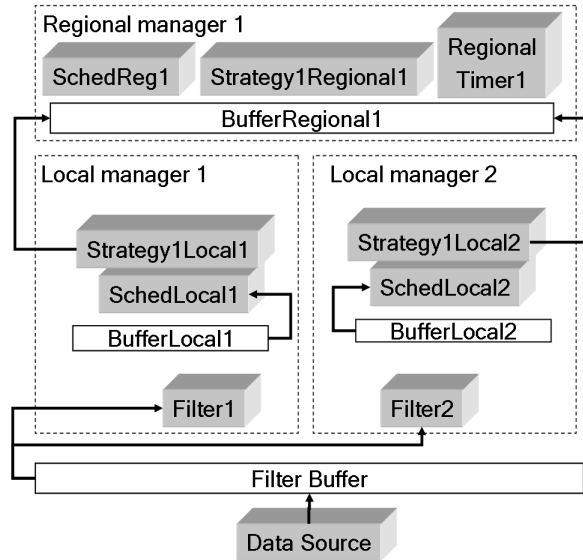 Regional manager 1
SchedReg1
Strategy1Regional1
Regional
Timer1
BufferRegional1
Local manager 1
Strategy1Local1
SchedLocal1
BufferLocal1
Filter1
Local manager 2
Strategy1Local2
SchedLocal2
BufferLocal2
Filter2
Filter Buffer
Data Source